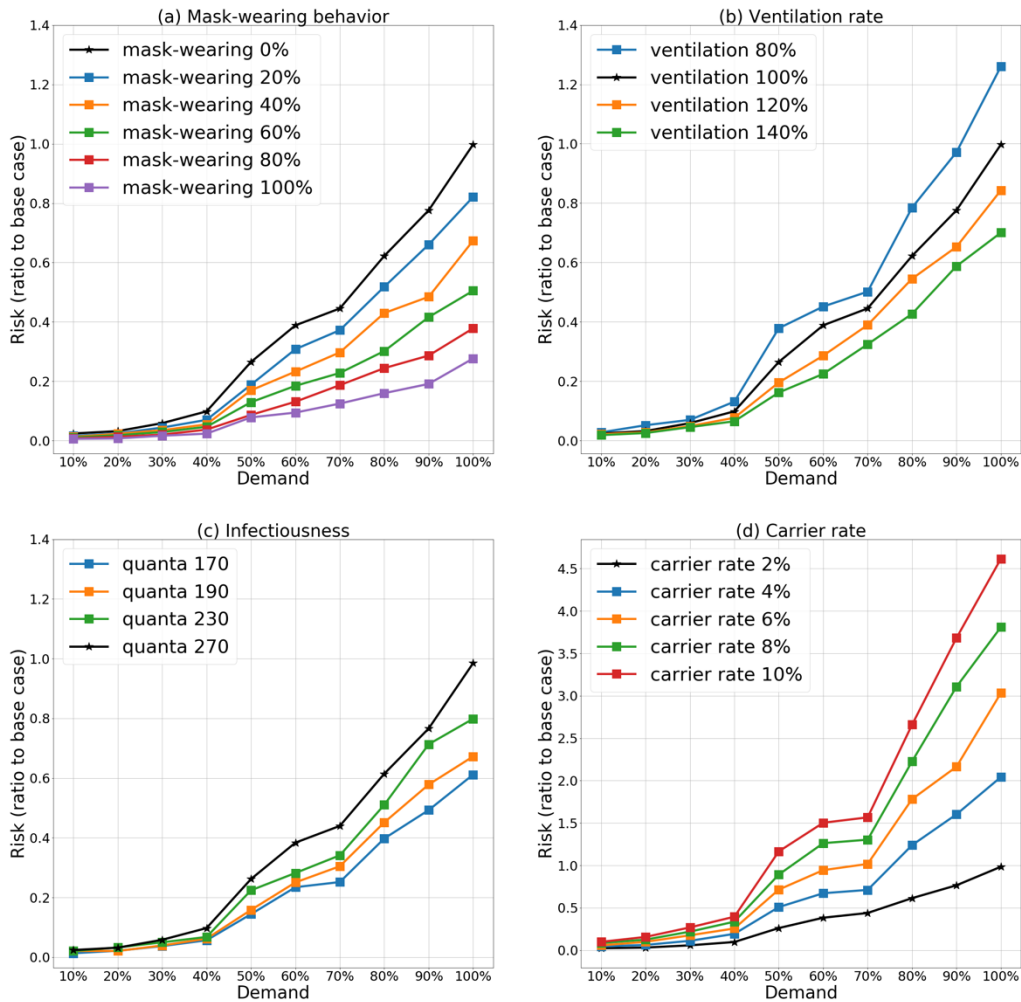 (a) Mask-wearing behavior
Risk (ratio to base case)
1.4
1.2
1.0
0.8
0.6
0.4
0.2
0.0
mask-wearing 0%
mask-wearing 20%
mask-wearing 40%
mask-wearing 60%
mask-wearing 80%
mask-wearing 100%
10% 20% 30% 40% 50% 60% 70% 80% 90% 100%
Demand
(b) Ventilation rate
Risk (ratio to base case)
1.4
1.2
1.0
0.8
0.6
0.4
0.2
0.0
ventilation 80%
ventilation 100%
ventilation 120%
ventilation 140%
10% 20% 30% 40% 50% 60% 70% 80% 90% 100%
Demand
(c) Infectiousness
Risk (ratio to base case)
1.4
1.2
1.0
0.8
0.6
0.4
0.2
0.0
quanta 170
quanta 190
quanta 230
quanta 270
10% 20% 30% 40% 50% 60% 70% 80% 90% 100%
Demand
(d) Carrier rate
Risk (ratio to base case)
4.5
4.0
3.5
3.0
2.5
2.0
1.5
1.0
0.5
0.0
carrier rate 2%
carrier rate 4%
carrier rate 6%
carrier rate 8%
carrier rate 10%
10% 20% 30% 40% 50% 60% 70% 80% 90% 100%
Demand